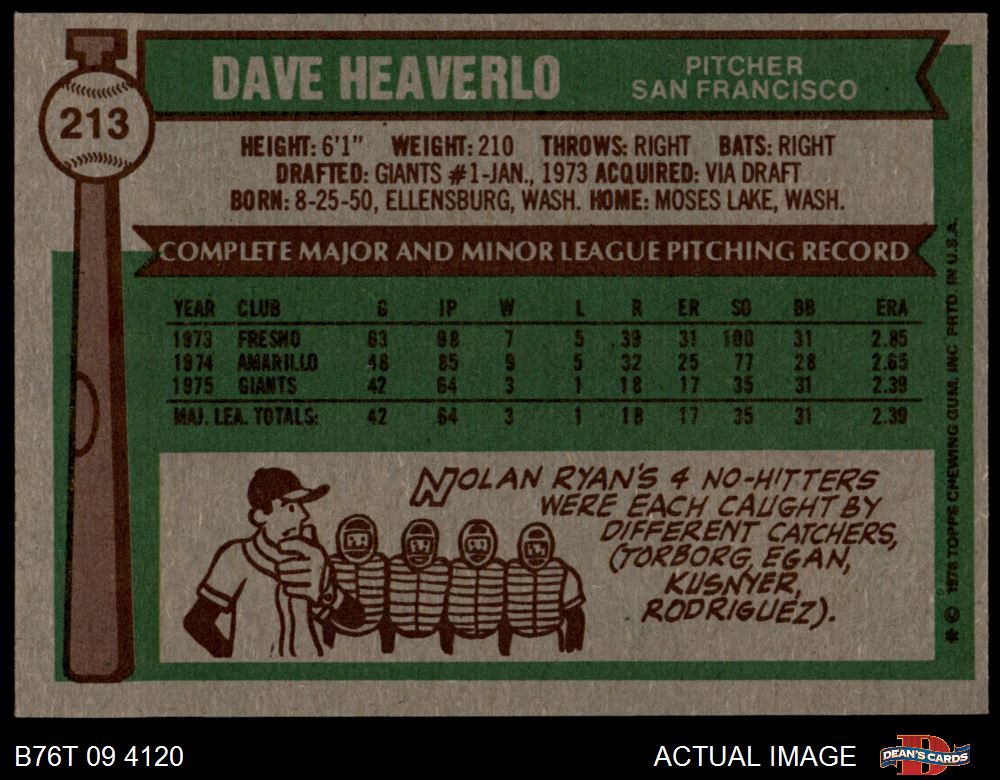 DAVE HEAVERLO
PITCHER
SAN FRANCISCO
213
HEIGHT: 6'1" WEIGHT: 210 THROWS: RIGHT BATS: RIGHT
DRAFTED: GIANTS #1-JAN., 1973 ACQUIRED: VIA DRAFT
BORN: 8-25-50, ELLENSBURG, WASH. HOME: MOSES LAKE, WASH.
COMPLETE MAJOR AND MINOR LEAGUE PITCHING RECORD
YEAR CLUB G IP W L R ER SO BB ERA
1973 FRESNO 63 98 7 5 39 31 100 31 2.85
1974 AMARILLO 48 85 9 5 32 25 77 28 2.65
1975 GIANTS 42 64 3 1 18 17 35 31 2.39
MAJ. LEA. TOTALS: 42 64 3 1 18 17 35 31 2.39
NOLAN RYAN'S 4 NO-HITTERS
WERE EACH CAUGHT BY
DIFFERENT CATCHERS,
(TORBORG, EGAN,
KUSNYER,
RODRIGUEZ).
* © 1976 TOPPS CHEWING GUM, INC. PRTD. IN U.S.A.
B76T 09 4120
ACTUAL IMAGE
D
DEAN'S CARDS